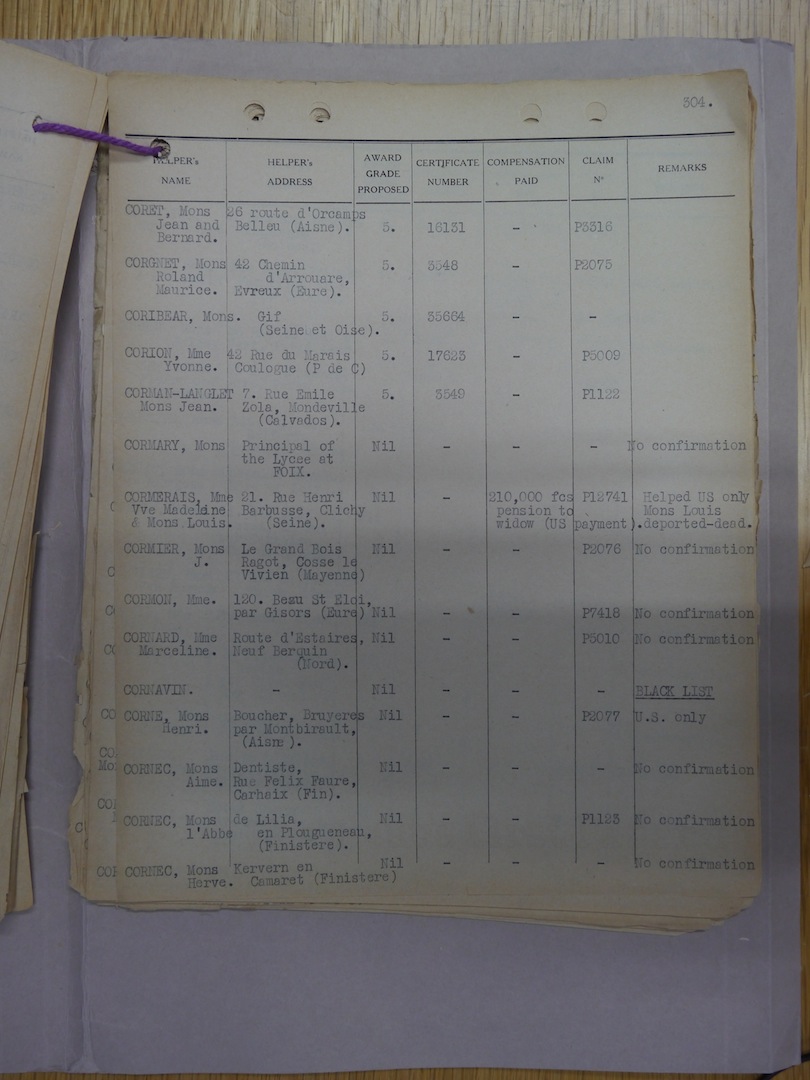 304.
HELPER's NAME HELPER's ADDRESS AWARD GRADE PROPOSED CERTIFICATE NUMBER COMPENSATION PAID CLAIM N° REMARKS
CORET, Mons 26 route d'Orcamps
Jean and Belleu (Aisne). 5. 16131 - P3316
Bernard.
CORGNET, Mons 42 Chemin 5. 3548 - P2075
Roland d'Arrouare,
Maurice. Evreux (Eure).
CORIBEAR, Mons. Gif 5. 35664 - -
(Seine et Oise).
CORION, Mme 42 Rue du Marais 5. 17623 - P5009
Yvonne. Coulogue (P de C)
CORMAN-LANGLET 7. Rue Emile 5. 3549 - P1122
Mons Jean. Zola, Mondeville
(Calvados).
CORMARY, Mons Principal of Nil - - - No confirmation
the Lycee at
FOIX.
CORMERAIS, Mme 21. Rue Henri Nil - 210,000 fcs P12741 Helped US only
Vve Madeleine Barbusse, Clichy pension to Mons Louis
& Mons Louis. (Seine). widow (US payment). deported-dead.
CORMIER, Mons Le Grand Bois Nil - - P2076 No confirmation
J. Ragot, Cosse le
Vivien (Mayenne)
CORMON, Mme. 120. Beau St Eloi,
par Gisors (Eure) Nil - - P7418 No confirmation
CORNARD, Mme Route d'Estaires, Nil - - P5010 No confirmation
Marceline. Neuf Berquin
(Nord).
CORNAVIN. - Nil - - - BLACK LIST
CORNE, Mons Boucher, Bruyeres Nil - - P2077 U.S. only
Henri. par Montbirault,
(Aisne ).
CORNEC, Mons Dentiste, Nil - - - No confirmation
Aime. Rue Felix Faure,
Carhaix (Fin).
CORNEC, Mons de Lilia, Nil - - P1123 No confirmation
l'Abbe en Plougueneau,
(Finistere).
CORNEC, Mons Kervern en Nil - - - No confirmation
Herve. Camaret (Finistere)